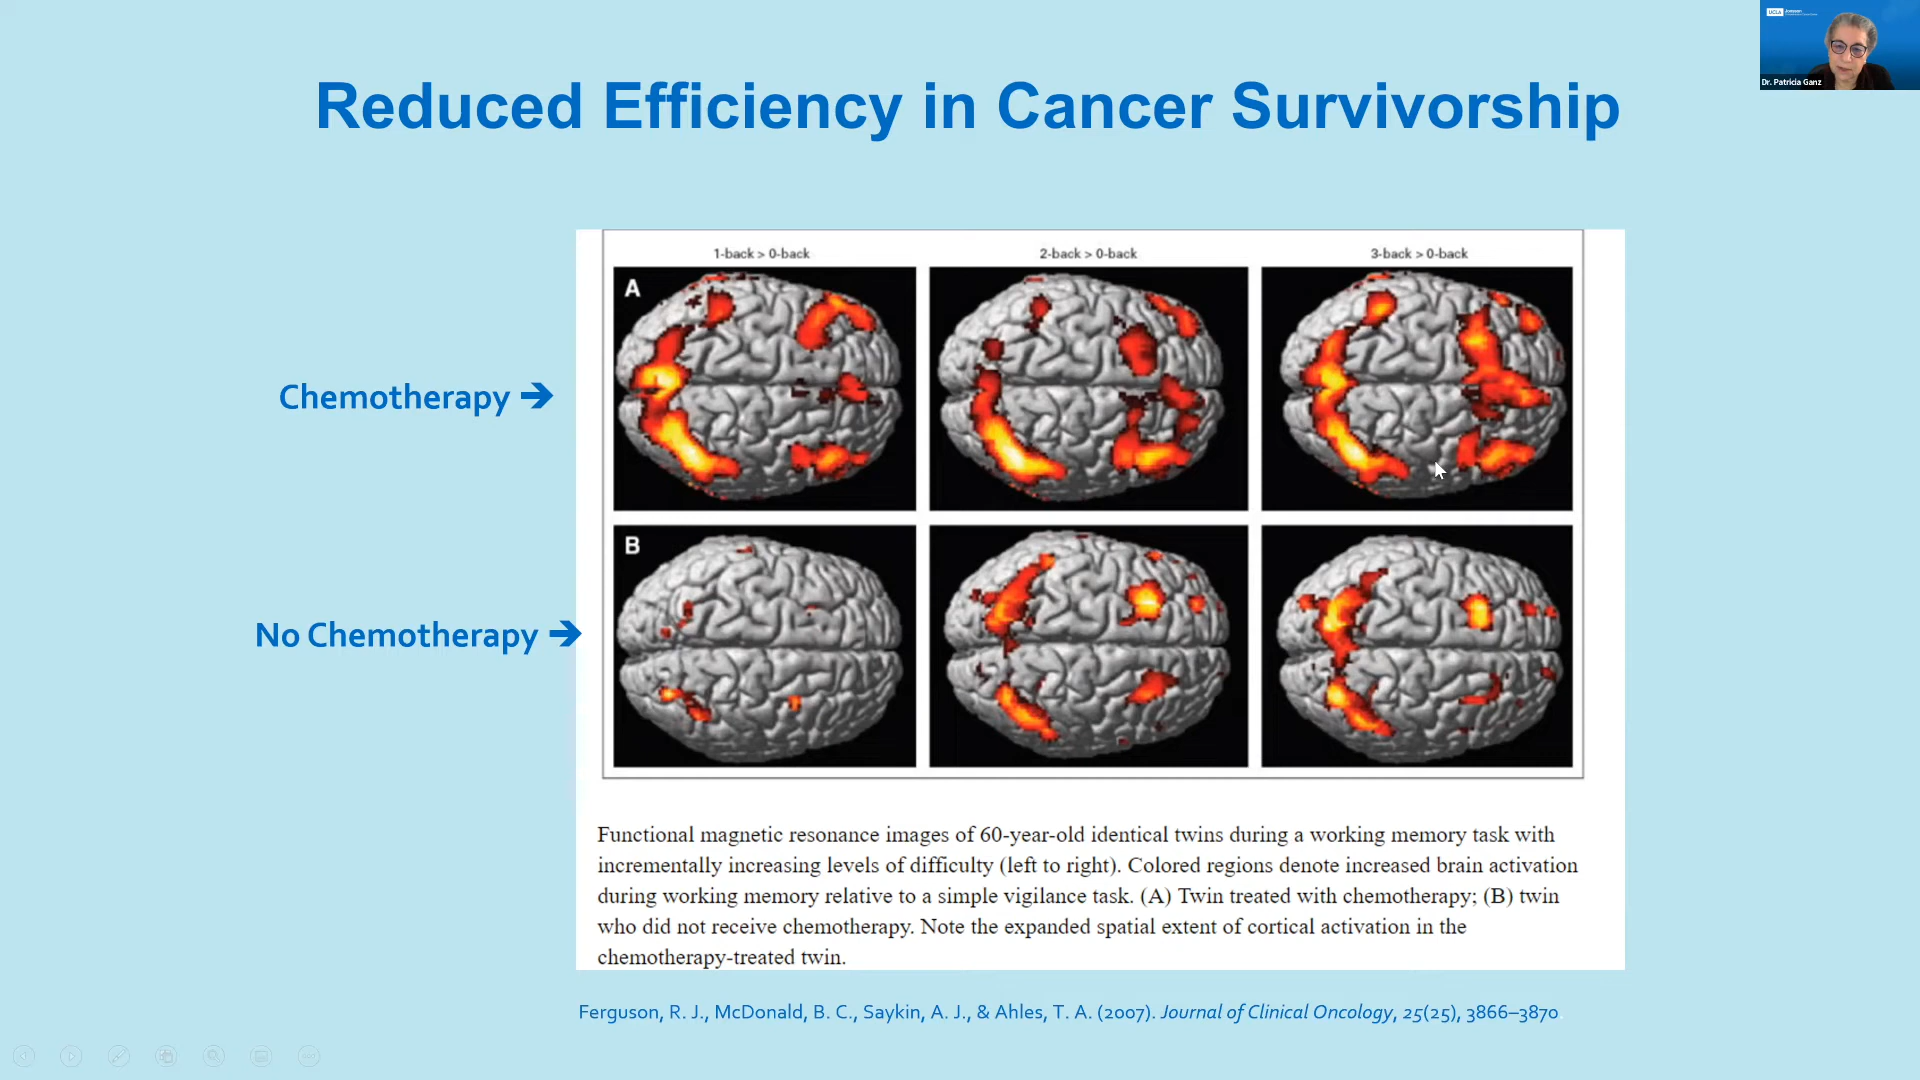 UCLA
Dr. Patricia Ganz
Reduced Efficiency in Cancer Survivorship
1-back > 0-back
2-back > 0-back
3-back > 0-back
A
Chemotherapy ➔
B
No Chemotherapy ➔
Functional magnetic resonance images of 60-year-old identical twins during a working memory task with
incrementally increasing levels of difficulty (left to right). Colored regions denote increased brain activation
during working memory relative to a simple vigilance task. (A) Twin treated with chemotherapy; (B) twin
who did not receive chemotherapy. Note the expanded spatial extent of cortical activation in the
chemotherapy-treated twin.
Ferguson, R. J., McDonald, B. C., Saykin, A. J., & Ahles, T. A. (2007). Journal of Clinical Oncology, 25(25), 3866–3870.